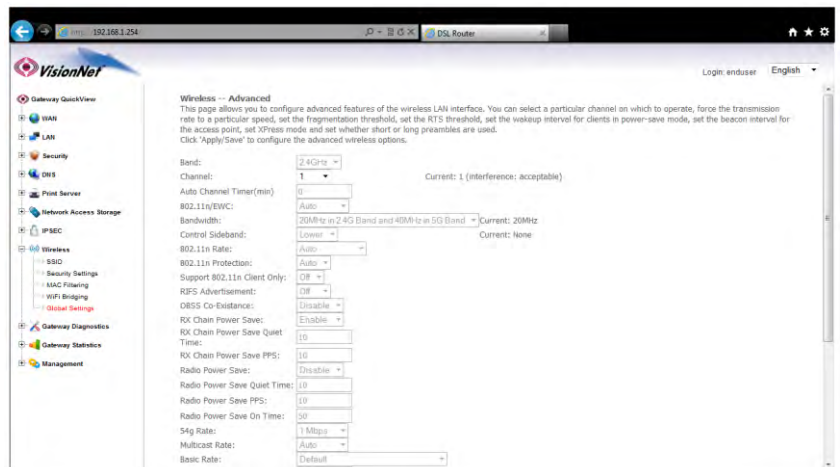 192.168.1.254
DSL Router
VisionNet
Login: enduser
English
Gateway QuickView
WAN
LAN
Security
DNS
Print Server
Network Access Storage
IPSEC
Wireless
SSID
Security Settings
MAC Filtering
WiFi Bridging
Global Settings
Gateway Diagnostics
Gateway Statistics
Management
Wireless -- Advanced
This page allows you to configure advanced features of the wireless LAN interface. You can select a particular channel on which to operate, force the transmission
rate to a particular speed, set the fragmentation threshold, set the RTS threshold, set the wakeup interval for clients in power-save mode, set the beacon interval for
the access point, set XPress mode and set whether short or long preambles are used.
Click 'Apply/Save' to configure the advanced wireless options.
Band: 2.4GHz
Channel: 1 Current: 1 (interference: acceptable)
Auto Channel Timer(min) 0
802.11n/EWC: Auto
Bandwidth: 20MHz in 2.4G Band and 40MHz in 5G Band Current: 20MHz
Control Sideband: Lower Current: None
802.11n Rate: Auto
802.11n Protection: Auto
Support 802.11n Client Only: Off
RIFS Advertisement: Off
OBSS Co-Existance: Disable
RX Chain Power Save: Enable
RX Chain Power Save Quiet
Time: 10
RX Chain Power Save PPS: 10
Radio Power Save: Disable
Radio Power Save Quiet Time: 10
Radio Power Save PPS: 10
Radio Power Save On Time: 50
54g Rate: 1 Mbps
Multicast Rate: Auto
Basic Rate: Default